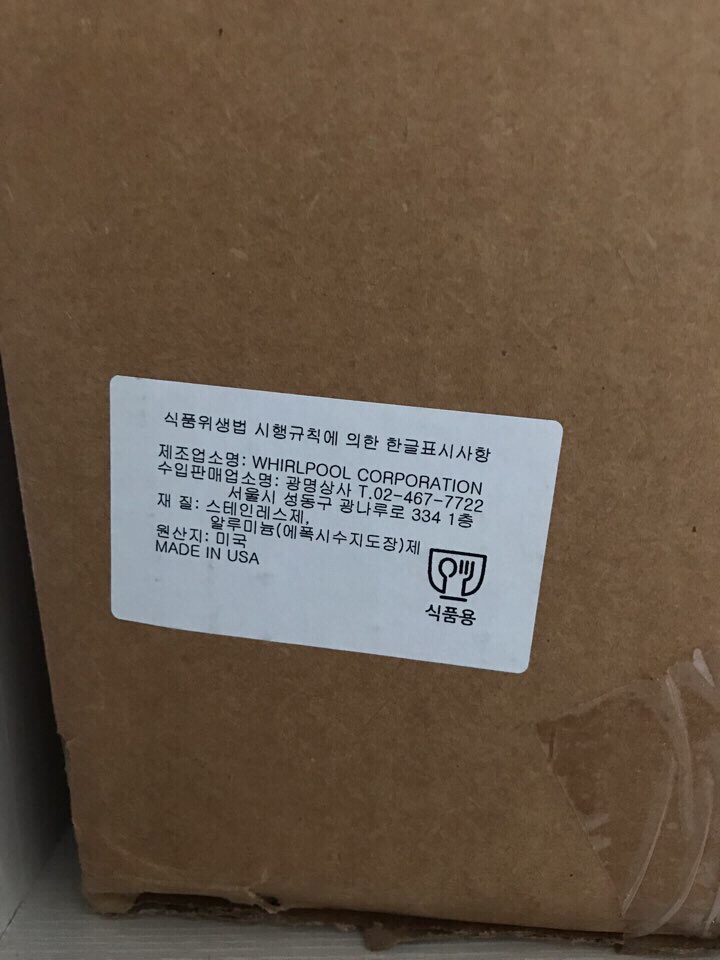 식품위생법 시행규칙에 의한 한글표시사항
제조업소명: WHIRLPOOL CORPORATION
수입판매업소명: 광명상사 T.02-467-7722
서울시 성동구 광나루로 334 1층
재 질: 스테인레스제,
알루미늄(에폭시수지도장)제
원산지: 미국
MADE IN USA
식품용